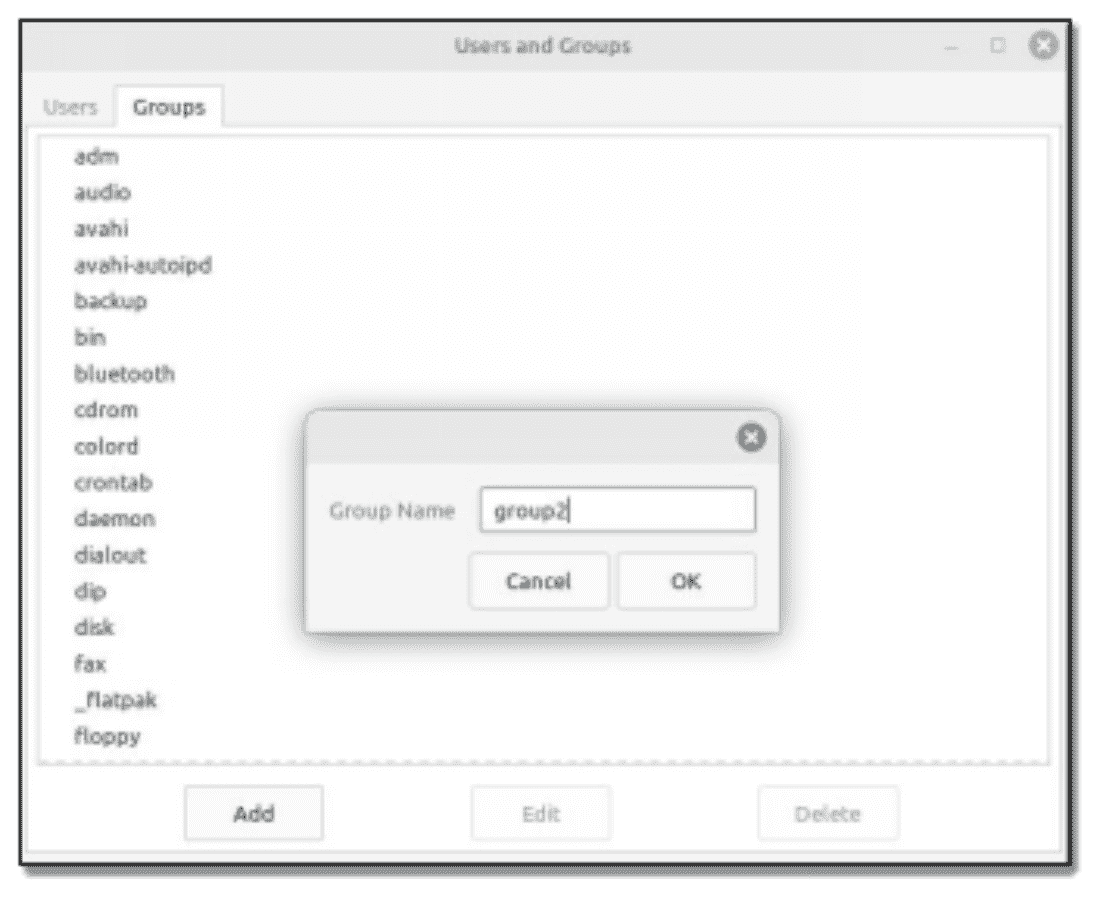 Users and Groups
Users Groups
adm
audio
avahi
avahi-autoipd
backup
bin
bluetooth
cdrom
colord
crontab
daemon
dialout
dip
disk
fax
_flatpak
floppy
Group Name group2
Cancel OK
Add Edit Delete